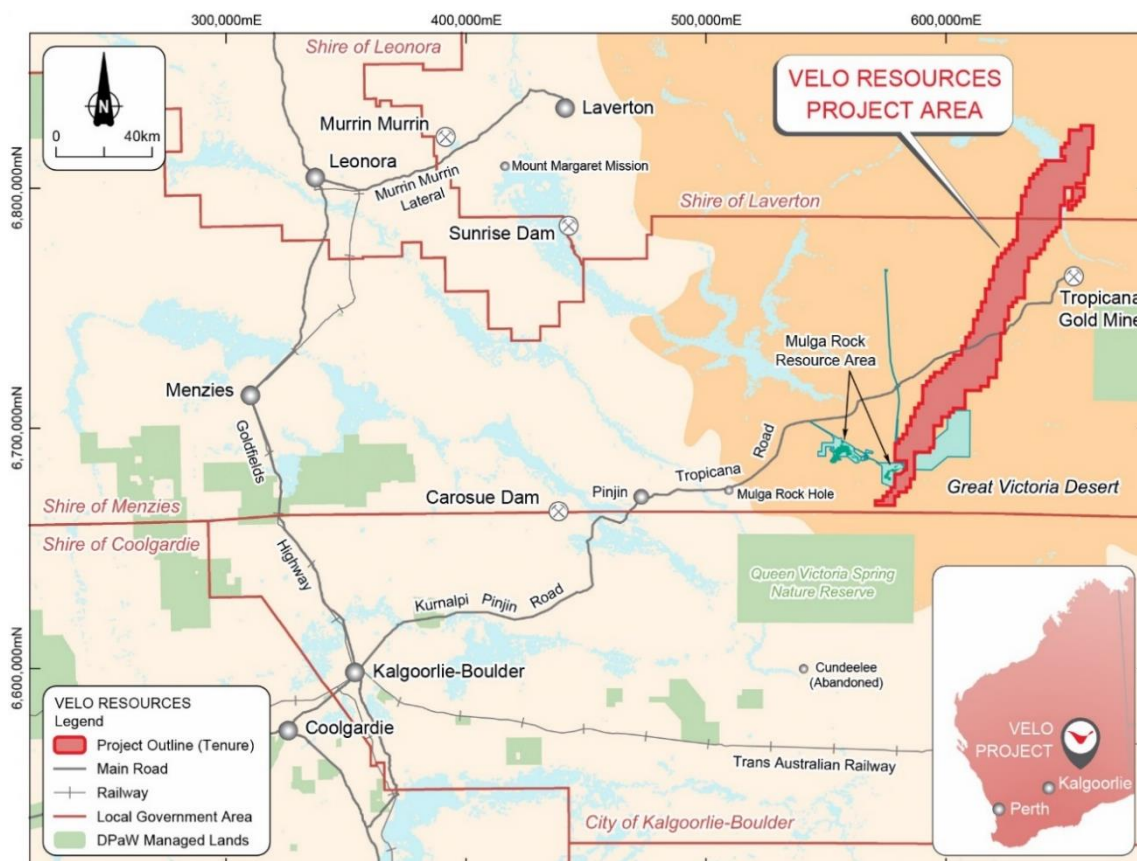 300,000mE
400,000mE
500,000mE
600,000mE
6,800,000mN
6,700,000mN
6,600,000mN
N
0
40km
Shire of Leonora
VELO RESOURCES
PROJECT AREA
Laverton
Murrin Murrin
Leonora
Mount Margaret Mission
Murrin Murrin
Lateral
Shire of Laverton
Sunrise Dam
Tropicana
Gold Mine
Mulga Rock
Resource Area
Menzies
Goldfields
Highway
Tropicana
Road
Carosue Dam
Pinjin
Mulga Rock Hole
Great Victoria Desert
Shire of Menzies
Shire of Coolgardie
Queen Victoria Spring
Nature Reserve
Kurnalpi
Pinjin
Road
Kalgoorlie-Boulder
Cundeelee
(Abandoned)
Coolgardie
Trans Australian Railway
City of Kalgoorlie-Boulder
VELO RESOURCES
Legend
Project Outline (Tenure)
Main Road
Railway
Local Government Area
DPaW Managed Lands
VELO
PROJECT
Kalgoorlie
Perth